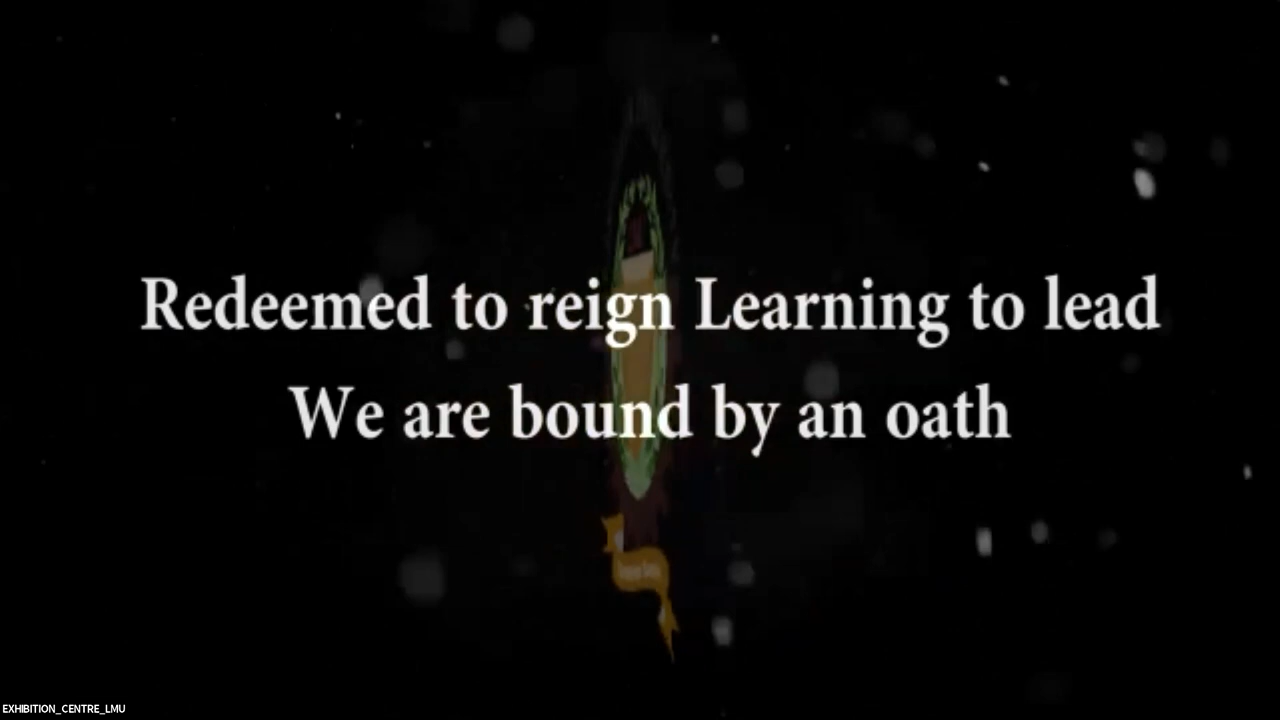 Redeemed to reign Learning to lead
We are bound by an oath
EXHIBITION_CENTRE_LMU